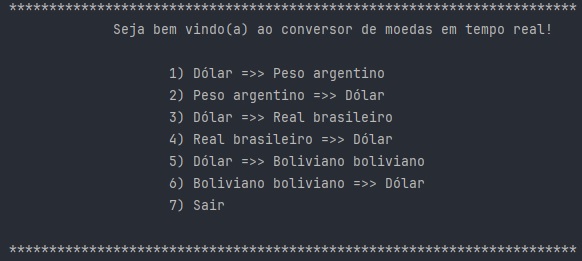 ***********************************************************************
Seja bem vindo(a) ao conversor de moedas em tempo real!
1) Dólar =>> Peso argentino
2) Peso argentino =>> Dólar
3) Dólar =>> Real brasileiro
4) Real brasileiro =>> Dólar
5) Dólar =>> Boliviano boliviano
6) Boliviano boliviano =>> Dólar
7) Sair
***********************************************************************